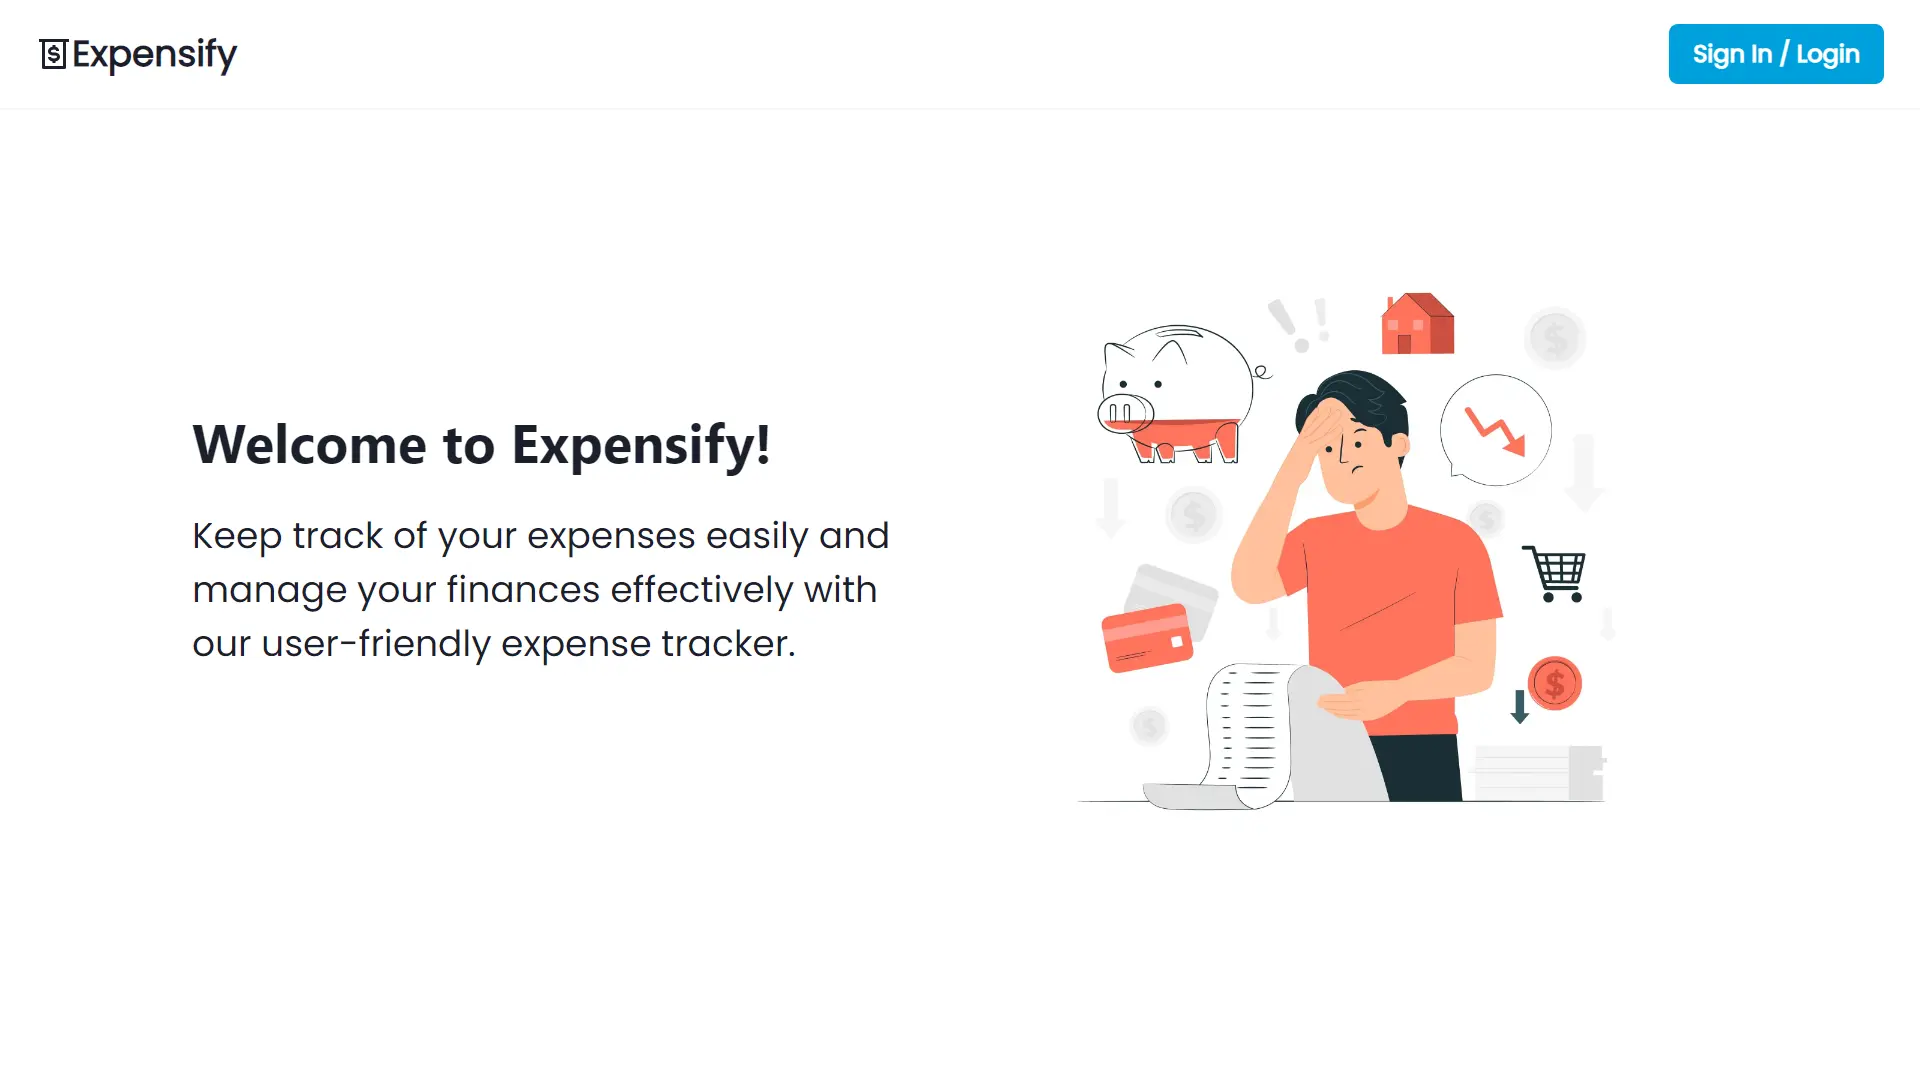 Expensify
Sign In / Login
Welcome to Expensify!
Keep track of your expenses easily and
manage your finances effectively with
our user-friendly expense tracker.